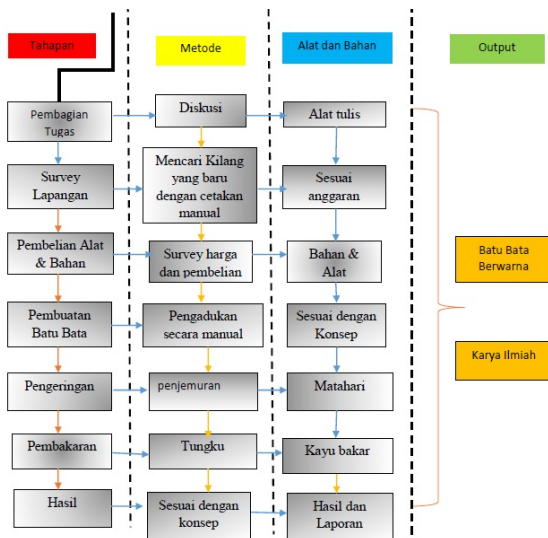 Tahapan
Metode
Alat dan Bahan
Output
Pembagian
Tugas
Diskusi
Alat tulis
Survey
Lapangan
Mencari Kilang
yang baru
dengan cetakan
manual
Sesuai
anggaran
Pembelian Alat
& Bahan
Survey harga
dan pembelian
Bahan &
Alat
Batu Bata
Berwarna
Pembuatan
Batu Bata
Pengadukan
secara manual
Sesuai dengan
Konsep
Karya Ilmiah
Pengeringan
penjemuran
Matahari
Pembakaran
Tungku
Kayu bakar
Hasil
Sesuai dengan
konsep
Hasil dan
Laporan